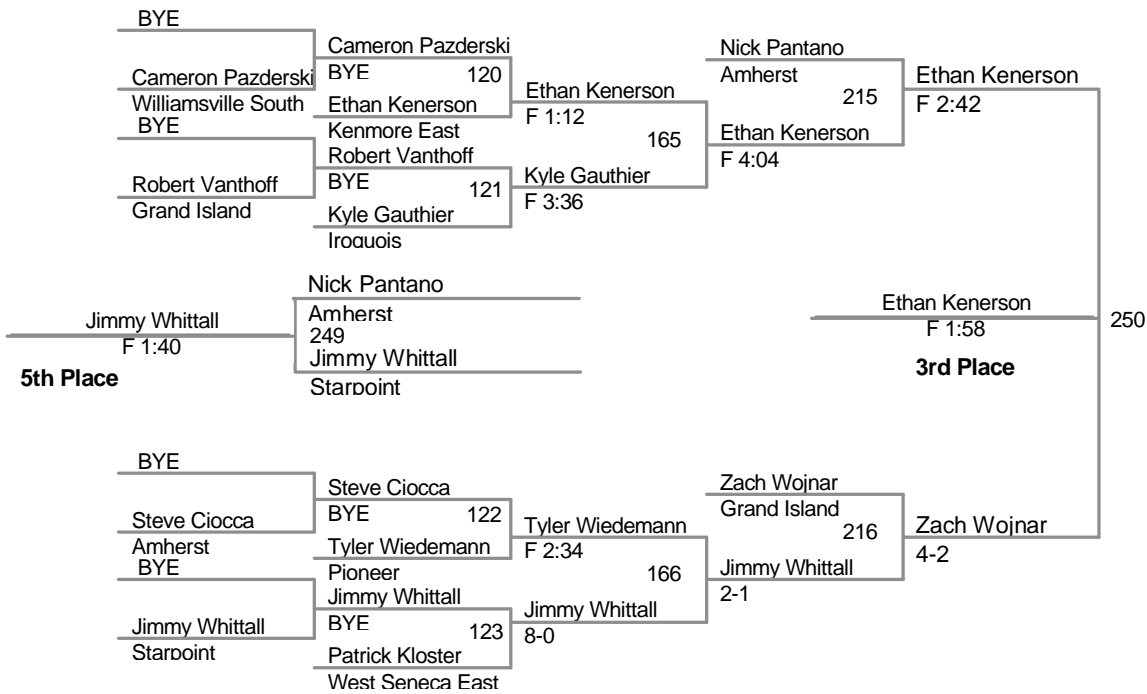 BYE
Cameron Pazderski
Williamsville South
BYE
Robert Vanthoff
Grand Island
Cameron Pazderski
BYE
120
Ethan Kenerson
Kenmore East
Robert Vanthoff
BYE
121
Kyle Gauthier
Iroquois
Ethan Kenerson
F 1:12
165
Kyle Gauthier
F 3:36
Nick Pantano
Amherst
215
Ethan Kenerson
F 4:04
Ethan Kenerson
F 2:42
Nick Pantano
Amherst
249
Jimmy Whittall
Starpoint
Jimmy Whittall
F 1:40
5th Place
Ethan Kenerson
F 1:58
3rd Place
250
BYE
Steve Ciocca
Amherst
BYE
Jimmy Whittall
Starpoint
Steve Ciocca
BYE
122
Tyler Wiedemann
Pioneer
Jimmy Whittall
BYE
123
Patrick Kloster
West Seneca East
Tyler Wiedemann
F 2:34
166
Jimmy Whittall
8-0
Zach Wojnar
Grand Island
216
Jimmy Whittall
2-1
Zach Wojnar
4-2